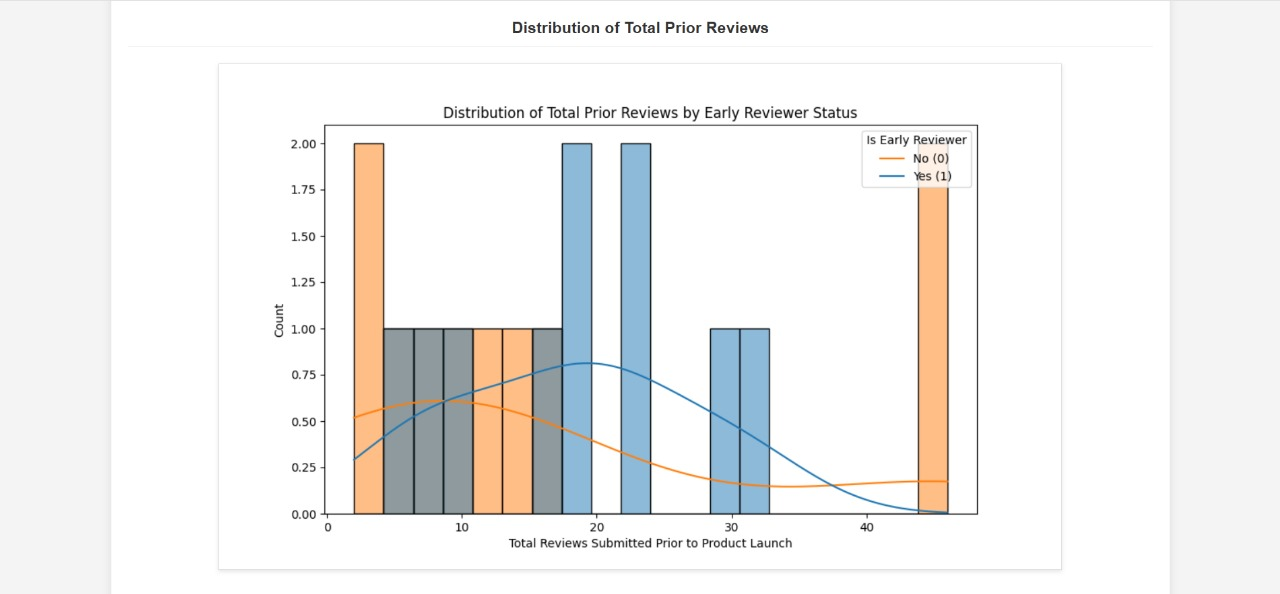 Distribution of Total Prior Reviews
Distribution of Total Prior Reviews by Early Reviewer Status
Is Early Reviewer
No (0)
Yes (1)
2.00
1.75
1.50
1.25
1.00
0.75
0.50
0.25
0.00
Count
0 10 20 30 40
Total Reviews Submitted Prior to Product Launch